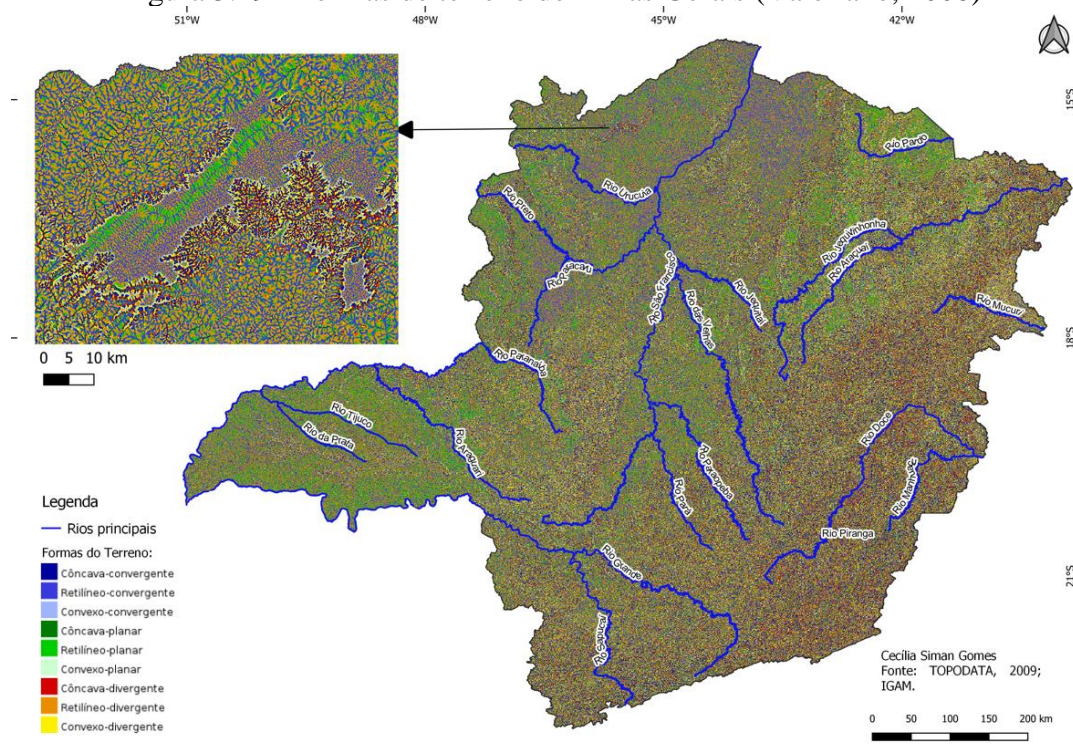 51°W
48°W
45°W
42°W
15°S
18°S
21°S
0 5 10 km
Rio Pardo
Rio Urucuia
Rio Preto
Rio Paracatu
Rio Jequitinhonha
Rio Araçuaí
Rio São Francisco
Rio das Velhas
Rio Jequitaí
Rio Mucuri
Rio Paranaíba
Rio Tijuco
Rio da Prata
Rio Araguari
Rio Paraopeba
Rio Pará
Rio Doce
Rio Manhuaçu
Rio Piranga
Rio Grande
Rio Sapucaí
Legenda
Rios principais
Formas do Terreno:
Côncava-convergente
Retilíneo-convergente
Convexo-convergente
Côncava-planar
Retilíneo-planar
Convexo-planar
Côncava-divergente
Retilíneo-divergente
Convexo-divergente
Cecília Siman Gomes
Fonte: TOPODATA, 2009;
IGAM.
0 50 100 150 200 km